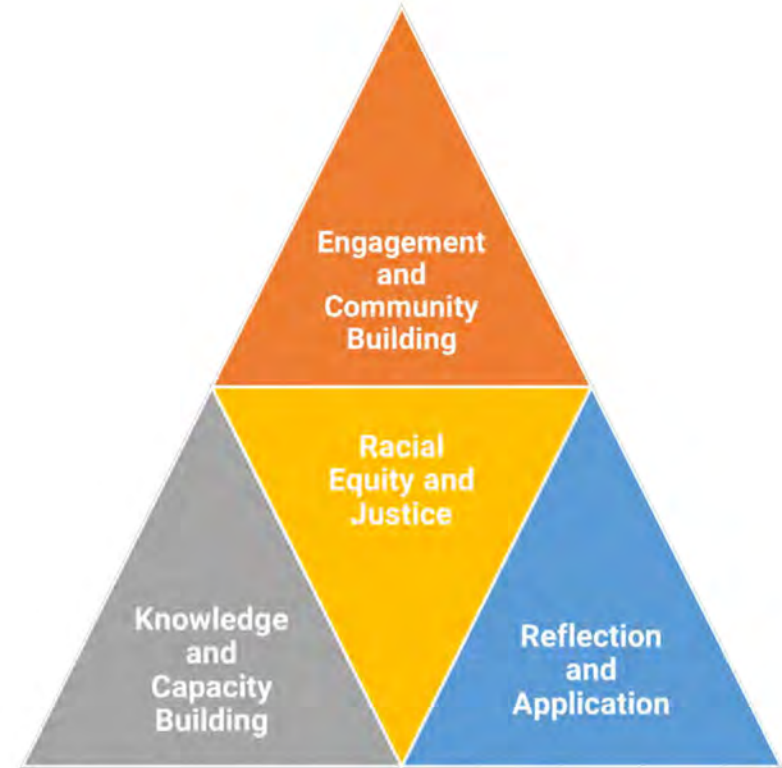 Engagement
and
Community
Building
Racial
Equity and
Justice
Knowledge
and
Capacity
Building
Reflection
and
Application